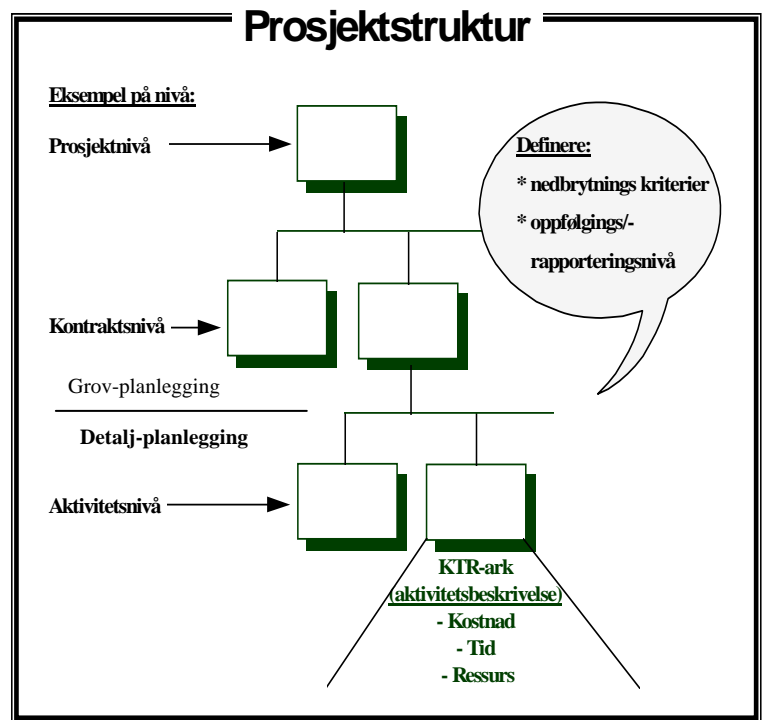 Prosjektstruktur
Eksempel på nivå:
Prosjektnivå
Definere:
* nedbrytnings kriterier
* oppfølgings/-
rapporteringsnivå
Kontraktsnivå
Grov-planlegging
Detalj-planlegging
Aktivitetsnivå
KTR-ark
(aktivitetsbeskrivelse)
- Kostnad
- Tid
- Ressurs